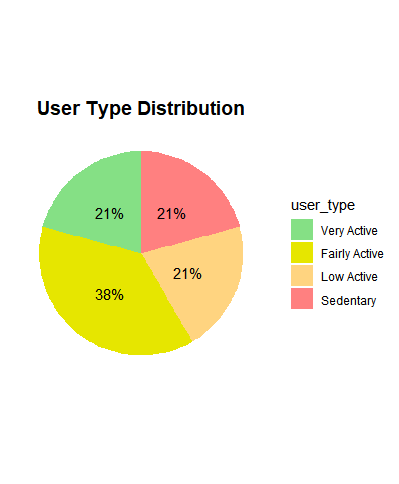 User Type Distribution
21%
21%
21%
38%
user_type
Very Active
Fairly Active
Low Active
Sedentary